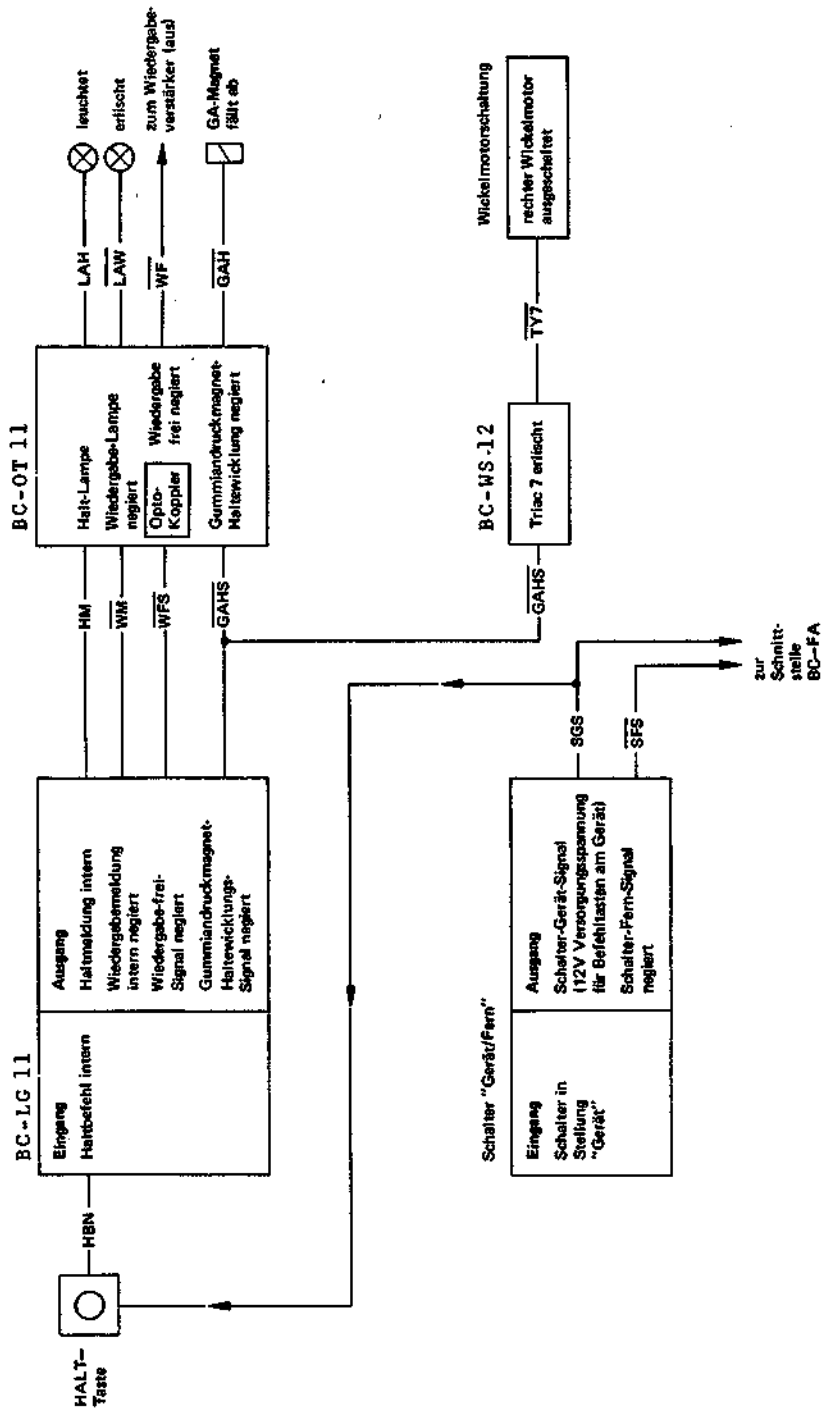 HALT–
Taste
HBN
BC-LG 11
Eingang
Haltbefehl intern
Ausgang
Haltmeldung intern
Wiedergabemeldung
intern negiert
Wiedergabe-frei-
Signal negiert
Gummiandruckmagnet-
Haltewicklungs-
Signal negiert
HM
WM
WFS
GAHS
BC-OT 11
Halt-Lampe
Wiedergabe-Lampe
negiert
Opto-
Koppler
Wiedergabe
frei negiert
Gummiandruckmagnet-
Haltewicklung negiert
LAH
LAW
WF
GAH
leuchtet
erlischt
zum Wiedergabe-
verstärker (aus)
GA-Magnet
fällt ab
Schalter "Gerät/Fern"
Eingang
Schalter in
Stellung
"Gerät"
Ausgang
Schalter-Gerät-Signal
(12V Versorgungsspannung
für Befehltasten am Gerät)
Schalter-Fern-Signal
negiert
SGS
SFS
zur
Schnitt-
stelle
BC–FA
GAHS
BC-WS-12
Triac 7 erlischt
TY7
Wickelmotorschaltung
rechter Wickelmotor
ausgeschaltet